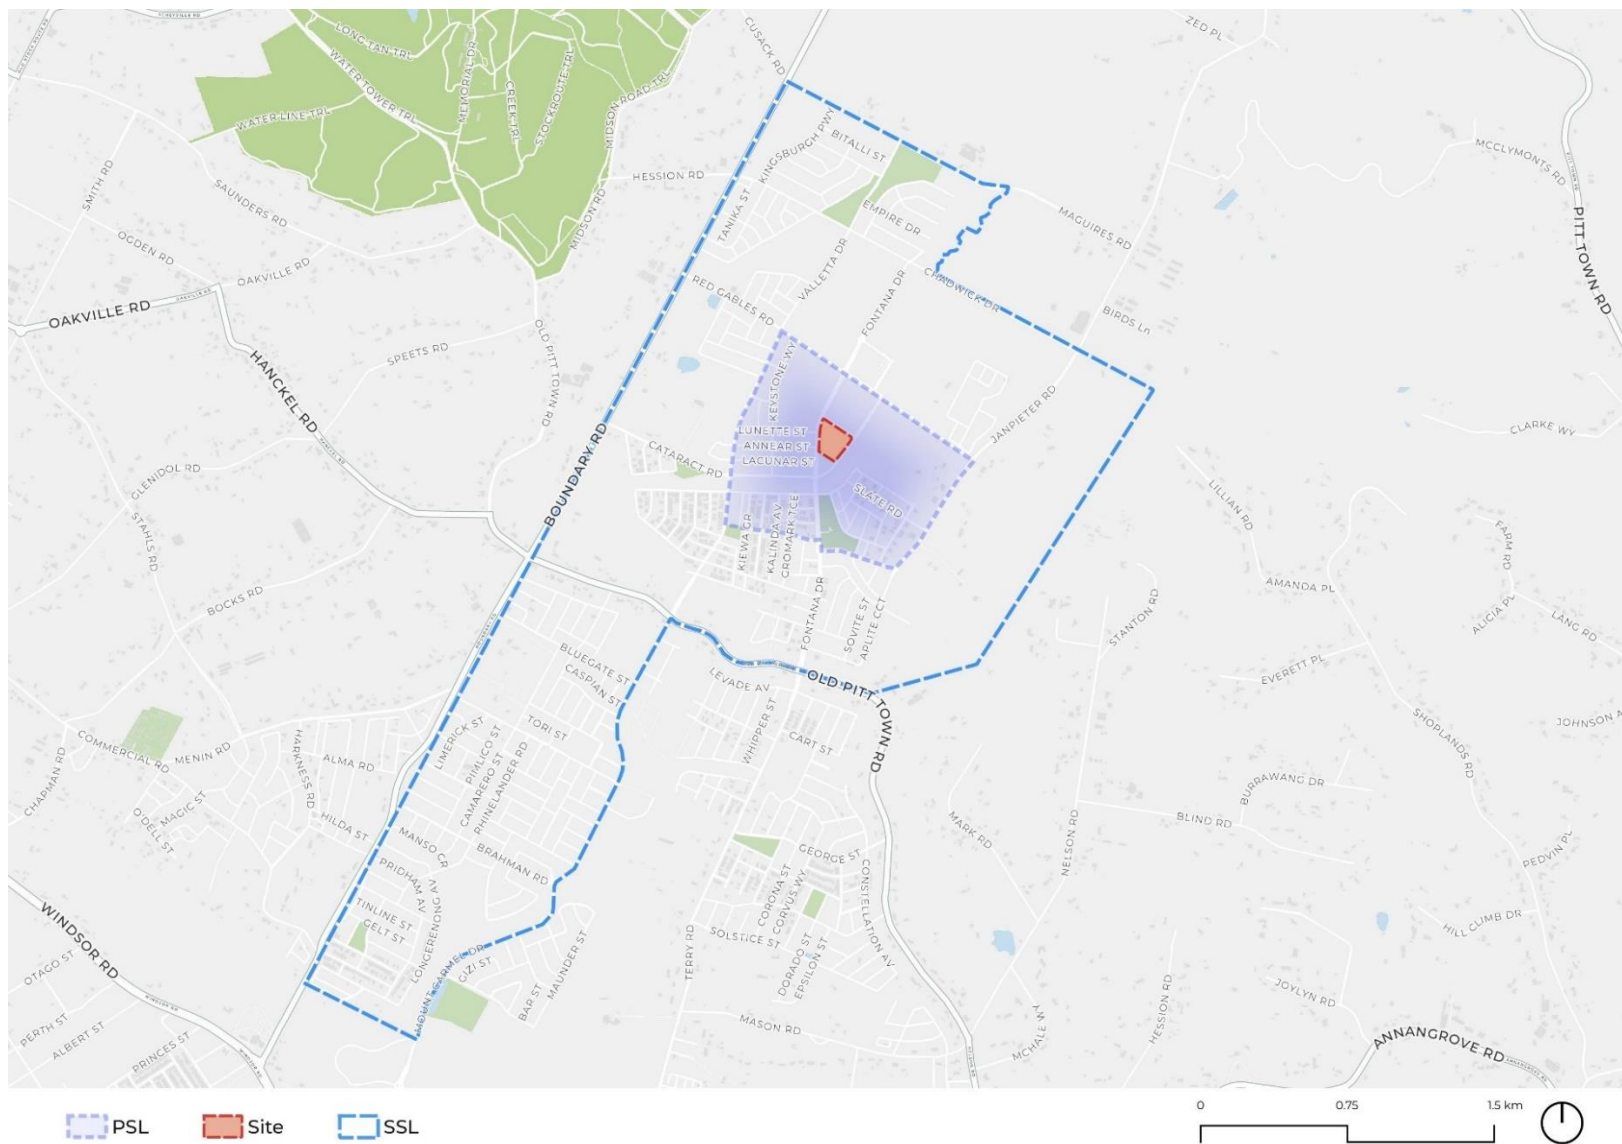 CUSACK RD
ZED PL
LONG TAN TRL
WATER TOWER TRL
MEMORIAL DR
CREEK TRL
STOCKROUTE TRL
MIDSON ROAD TRL
WATER LINE TRL
SMITH RD
SAUNDERS RD
OGDEN RD
OAKVILLE RD
OAKVILLE RD
MIDSON RD
HESSION RD
KINGSBURGH PWY
BITALLI ST
TANIKA ST
EMPIRE DR
VALLETTA DR
MAGUIRES RD
MCCLYMONTS RD
PITT TOWN RD
RED GABLES RD
FONTANA DR
CHADWICK DR
BIRDS Ln
HANCKEL RD
SPEETS RD
OLD PITT TOWN RD
KEYSTONE WY
LUNETTE ST
ANNEAR ST
LACUNAR ST
JANPIETER RD
CLARKE WY
CATARACT RD
BOUNDARY RD
GLENIDOL RD
STAHLS RD
SLATE RD
KIEWA GR
KALINDA AV
CROMARK TCE
LILLIAN RD
FARM RD
AMANDA PL
ALICIA PL
LANG RD
BOCKS RD
FONTANA DR
SOVITE ST
APLITE CCT
STANTON RD
EVERETT PL
BLUEGATE ST
CASPIAN ST
LEVADE AV
OLD PITT TOWN RD
WHIPPER ST
CART ST
SHOPLANDS RD
JOHNSON A
LIMERICK ST
PIMLICO ST
TORI ST
CAMARERO ST
RHINELANDER RD
COMMERCIAL RD
MENIN RD
HARKNESS RD
ALMA RD
CHAPMAN RD
MAGIC ST
O'DELL ST
HILDA ST
MANSO CR
BRAHMAN RD
PRIDHAM AV
BURRAWANG DR
MARK RD
NELSON RD
BLIND RD
PEDVIN PL
GEORGE ST
CORONA ST
CORVUS WY
CONSTELLATION AV
WINDSOR RD
TINLINE ST
GELT ST
LONGERENONG AV
MOUNT CARMEL DR
GIZI ST
BAR ST
MAUNDER ST
TERRY RD
SOLSTICE ST
DORADO ST
EPSILON ST
HILL CUMB DR
OTAGO ST
PERTH ST
ALBERT ST
PRINCES ST
MASON RD
MCHALE WY
HESSION RD
JOYLYN RD
ANNANGROVE RD
PSL
Site
SSL
0 0.75 1.5 km